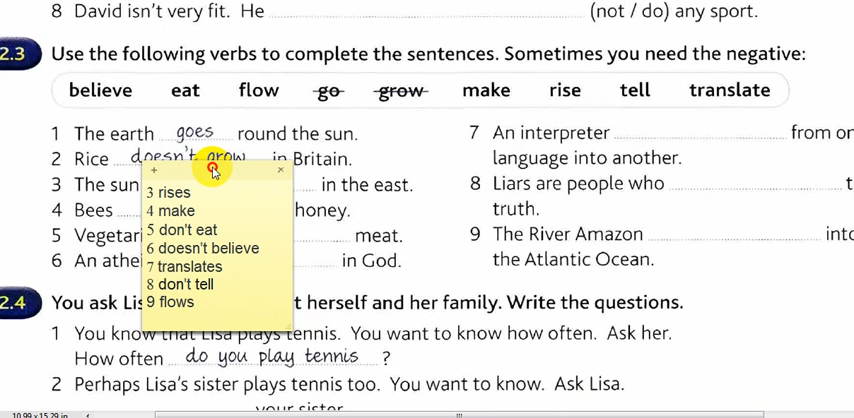 8 David isn't very fit. He (not / do) any sport.
2.3 Use the following verbs to complete the sentences. Sometimes you need the negative:
believe eat flow go grow make rise tell translate
1 The earth goes round the sun.
2 Rice doesn't grow in Britain.
3 The sun in the east.
4 Bees honey.
5 meat.
6 An in God.
7 An interpreter from
language into another.
8 Liars are people who
truth.
9 The River Amazon
the Atlantic Ocean.
+ ×
3 rises
4 make
5 don't eat
6 doesn't believe
7 translates
8 don't tell
9 flows
2.4 You ask herself and her family. Write the questions.
1 You know that Lisa plays tennis. You want to know how often. Ask her.
How often do you play tennis ?
2 Perhaps Lisa's sister plays tennis too. You want to know. Ask Lisa.
your sister
10.99 x 15.29 in